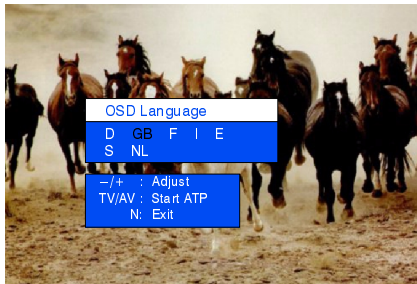 OSD Language
D GB F I E
S NL
–/+ : Adjust
TV/AV : Start ATP
N: Exit